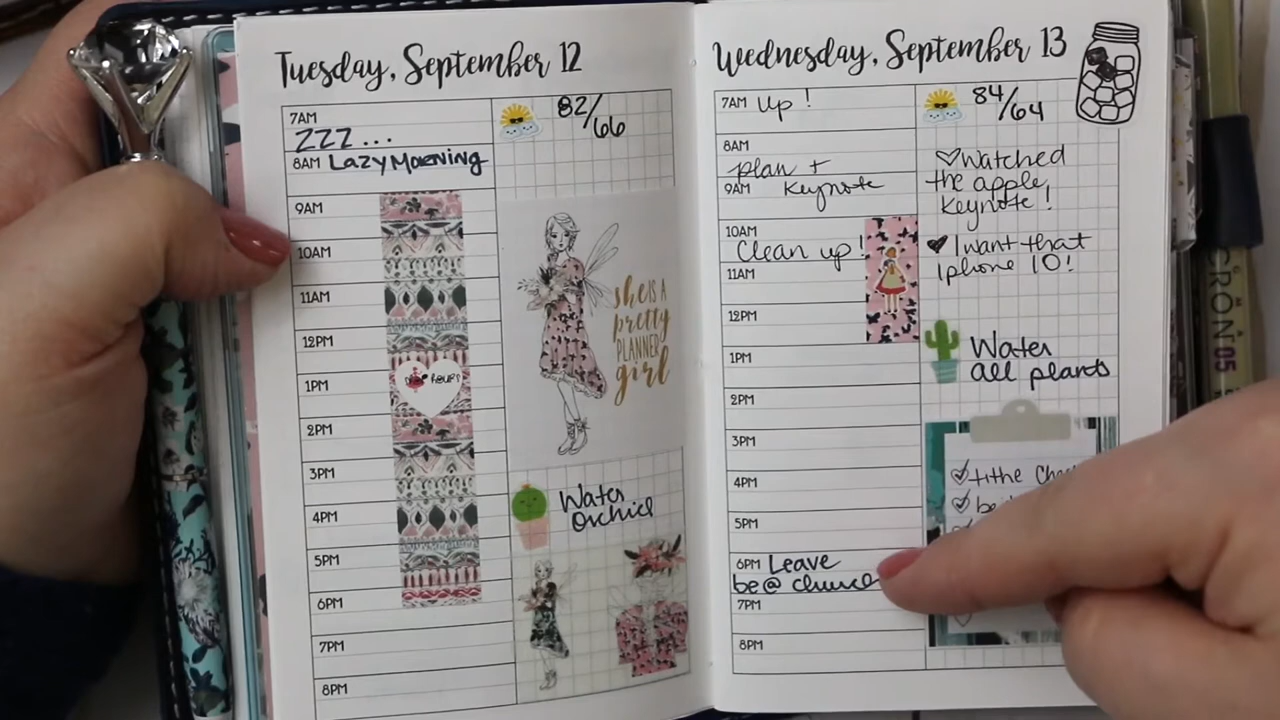 Tuesday, September 12
7AM
ZZZ...
8AM Lazy Morning
9AM
10AM
11AM
12PM
1PM
2PM
3PM
4PM
5PM
6PM
7PM
8PM
82/66
she IS A
pretty
PLANNER
girl
Water
Orchid
Wednesday, September 13
7AM up!
8AM
plan +
9AM Keynote
10AM
Clean up!
11AM
12PM
1PM
2PM
3PM
4PM
5PM
6PM Leave
be @ church
7PM
8PM
84/64
Watched
the apple
Keynote!
I want that
Iphone 10!
Water
all plants
tithe
CRON 05